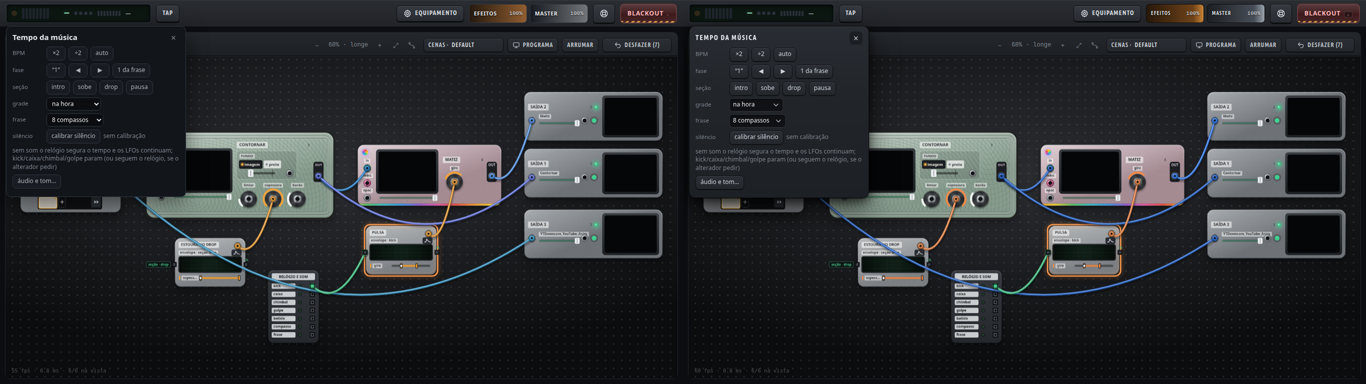 TAP
EQUIPAMENTO
EFEITOS 100%
MASTER 100%
BLACKOUT
Tempo da música ×
BPM ×2 ÷2 auto
fase "1" ◀ ▶ 1 da frase
seção intro sobe drop pausa
grade na hora
frase 8 compassos
silêncio calibrar silêncio sem calibração
sem som o relógio segura o tempo e os LFOs continuam;
kick/caixa/chimbal/golpe param (ou seguem o relógio, se o
alterador pedir)
áudio e tom...
60% · longe
CENAS · DEFAULT
PROGRAMA
ARRUMAR
DESFAZER (7)
CONTORNAR
MATIZ
SAÍDA 2
Matiz
SAÍDA 1
Contornar
SAÍDA 3
PULSA
envelope · kick
RELÓGIO E SOM
caixa
chimbal
golpe
batida
compasso
frase
TAP
EQUIPAMENTO
EFEITOS 100%
MASTER 100%
BLACKOUT
TEMPO DA MÚSICA ×
BPM ×2 ÷2 auto
fase "1" ◀ ▶ 1 da frase
seção intro sobe drop pausa
grade na hora
frase 8 compassos
silêncio calibrar silêncio sem calibração
sem som o relógio segura o tempo e os LFOs continuam;
kick/caixa/chimbal/golpe param (ou seguem o relógio, se o
alterador pedir)
áudio e tom...
60% · longe
CENAS · DEFAULT
PROGRAMA
ARRUMAR
DESFAZER (7)
CONTORNAR
MATIZ
SAÍDA 2
Matiz
SAÍDA 1
Contornar
SAÍDA 3
PULSA
envelope · kick
RELÓGIO E SOM
caixa
chimbal
golpe
batida
compasso
frase